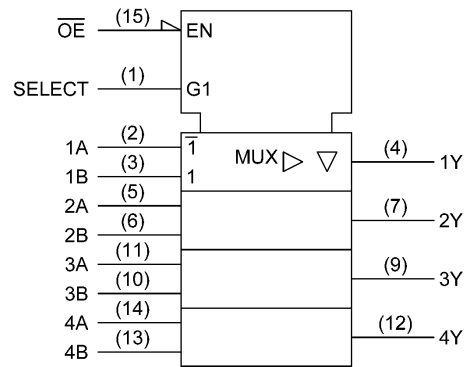 O̅E̅ (15) EN
SELECT (1) G1
1A (2) 1̅ MUX ▷ ▽ (4) 1Y
1B (3) 1
2A (5) (7) 2Y
2B (6)
3A (11) (9) 3Y
3B (10)
4A (14) (12) 4Y
4B (13)